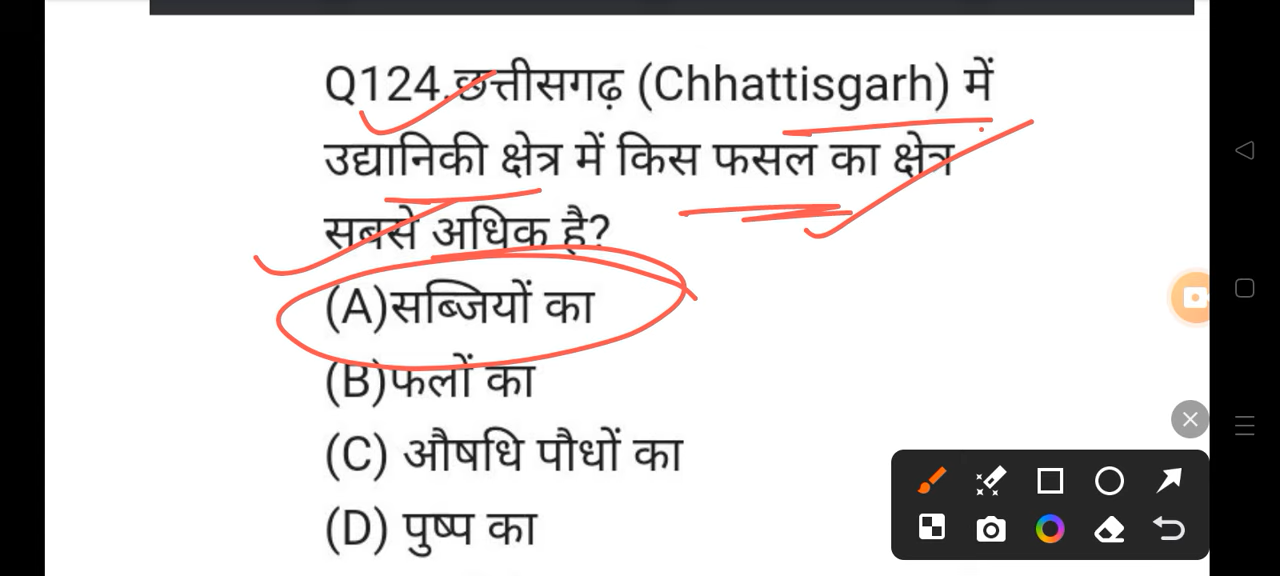 Q124.छत्तीसगढ़ (Chhattisgarh) में
उद्यानिकी क्षेत्र में किस फसल का क्षेत्र
सबसे अधिक है?
(A)सब्जियों का
(B)फलों का
(C) औषधि पौधों का
(D) पुष्प का